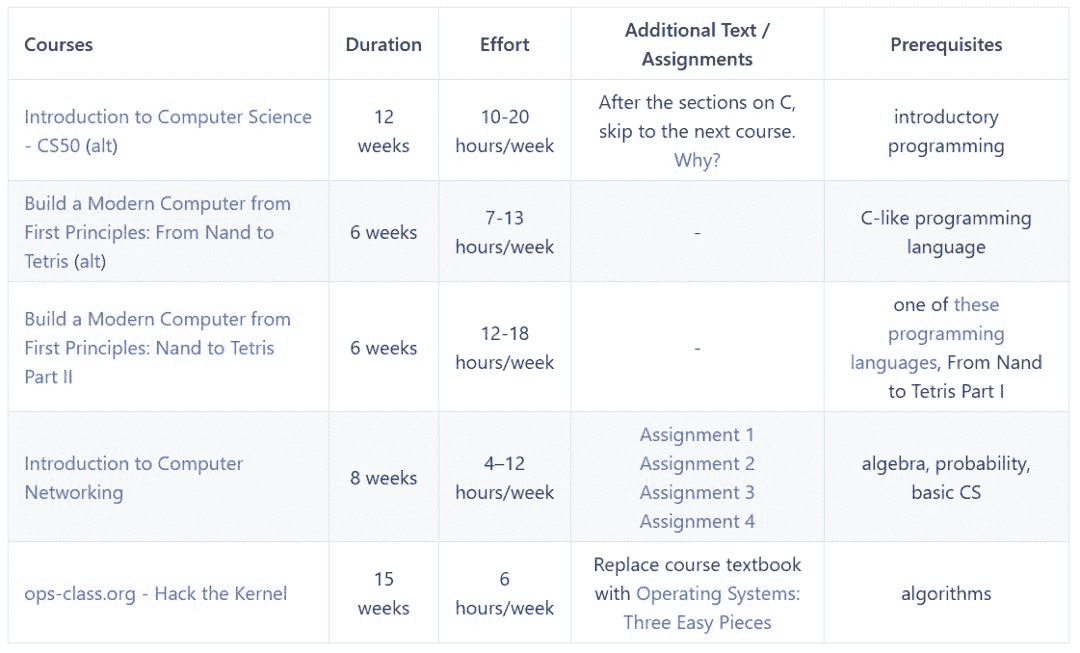 Courses
Duration
Effort
Additional Text /
Assignments
Prerequisites
Introduction to Computer Science
- CS50 (alt)
12
weeks
10-20
hours/week
After the sections on C,
skip to the next course.
Why?
introductory
programming
Build a Modern Computer from
First Principles: From Nand to
Tetris (alt)
6 weeks
7-13
hours/week
-
C-like programming
language
Build a Modern Computer from
First Principles: Nand to Tetris
Part II
6 weeks
12-18
hours/week
-
one of these
programming
languages, From Nand
to Tetris Part I
Introduction to Computer
Networking
8 weeks
4–12
hours/week
Assignment 1
Assignment 2
Assignment 3
Assignment 4
algebra, probability,
basic CS
ops-class.org - Hack the Kernel
15
weeks
6
hours/week
Replace course textbook
with Operating Systems:
Three Easy Pieces
algorithms